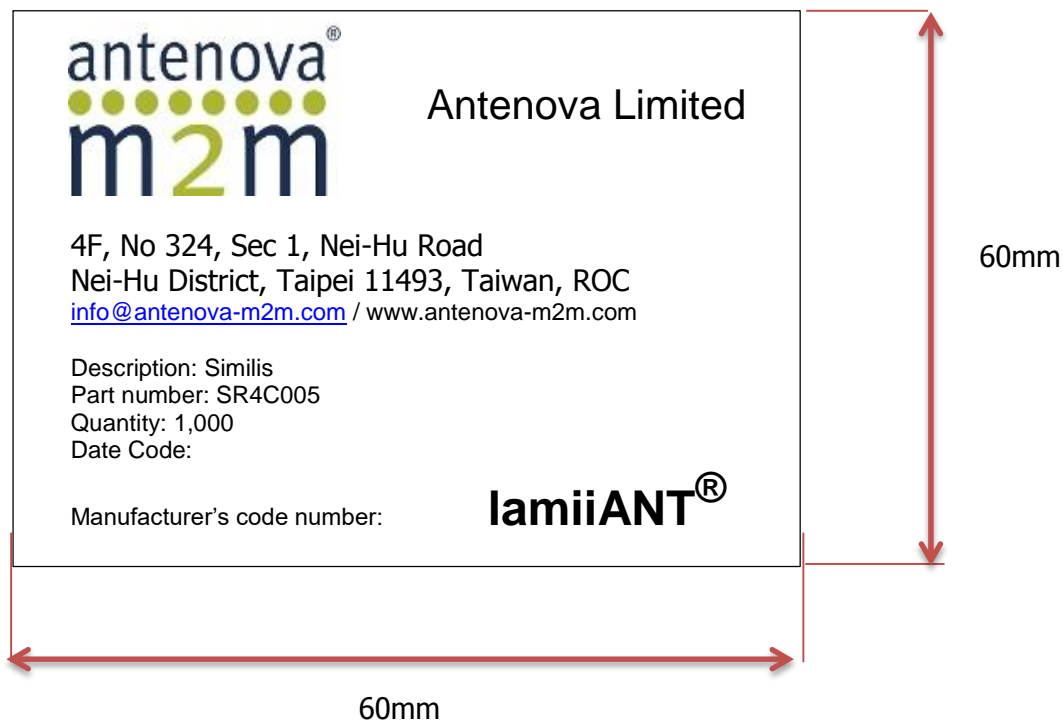 antenova®
m2m
Antenova Limited
4F, No 324, Sec 1, Nei-Hu Road
Nei-Hu District, Taipei 11493, Taiwan, ROC
info@antenova-m2m.com / www.antenova-m2m.com
Description: Similis
Part number: SR4C005
Quantity: 1,000
Date Code:
Manufacturer’s code number:
lamiiANT®
60mm
60mm